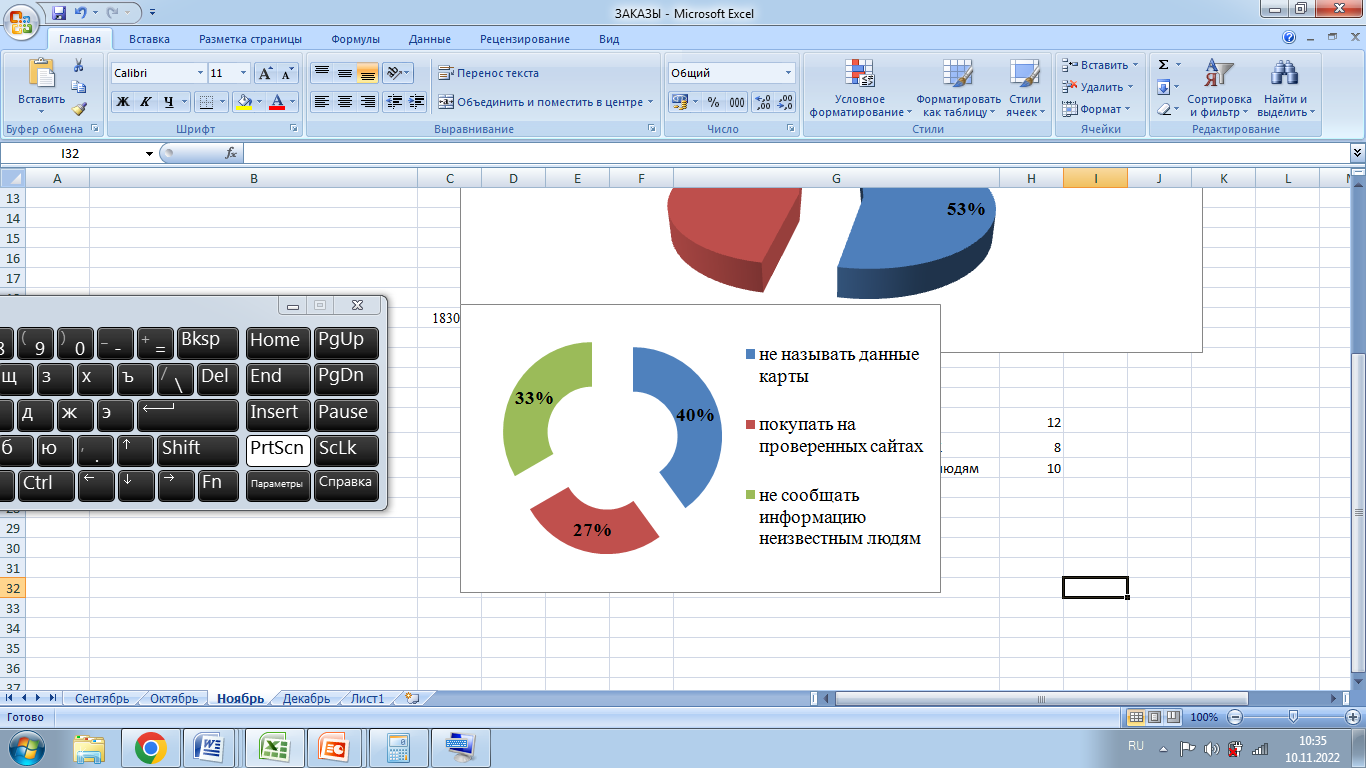 ЗАКАЗЫ - Microsoft Excel
Главная Вставка Разметка страницы Формулы Данные Рецензирование Вид
Вставить
Буфер обмена
Calibri 11
Ж К Ч
Шрифт
Перенос текста
Объединить и поместить в центре
Выравнивание
Общий
% 000
Число
Условное форматирование
Форматировать как таблицу
Стили ячеек
Стили
Вставить
Удалить
Формат
Ячейки
Σ
Сортировка и фильтр
Найти и выделить
Редактирование
I32 fx
A B C D E F G H I J K L
13
14
15
16
17
29
30
31
32
33
34
35
36
37
53%
1830
9 ( 0 ) - _ = + Bksp Home PgUp
щ з х ъ \ / Del End PgDn
д ж э Insert Pause
б ю . , ↑ Shift PrtScn ScLk
Ctrl ← ↓ → Fn Параметры Справка
33%
40%
27%
не называть данные
карты
покупать на
проверенных сайтах
не сообщать
информацию
неизвестным людям
12
8
людям 10
Сентябрь Октябрь Ноябрь Декабрь Лист1
Готово 100%
RU
10:35
10.11.2022